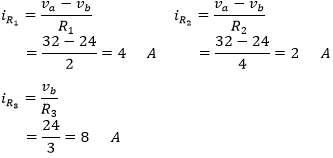 i_{R_1} = \frac{v_a - v_b}{R_1}
= \frac{32 - 24}{2} = 4 A
i_{R_2} = \frac{v_a - v_b}{R_2}
= \frac{32 - 24}{4} = 2 A
i_{R_3} = \frac{v_b}{R_3}
= \frac{24}{3} = 8 A